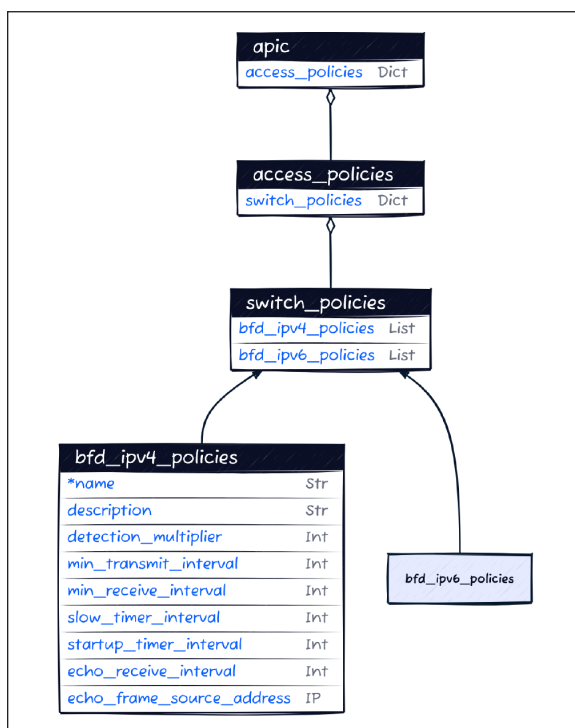 apic
access_policies Dict
access_policies
switch_policies Dict
switch_policies
bfd_ipv4_policies List
bfd_ipv6_policies List
bfd_ipv4_policies
*name Str
description Str
detection_multiplier Int
min_transmit_interval Int
min_receive_interval Int
slow_timer_interval Int
startup_timer_interval Int
echo_receive_interval Int
echo_frame_source_address IP
bfd_ipv6_policies